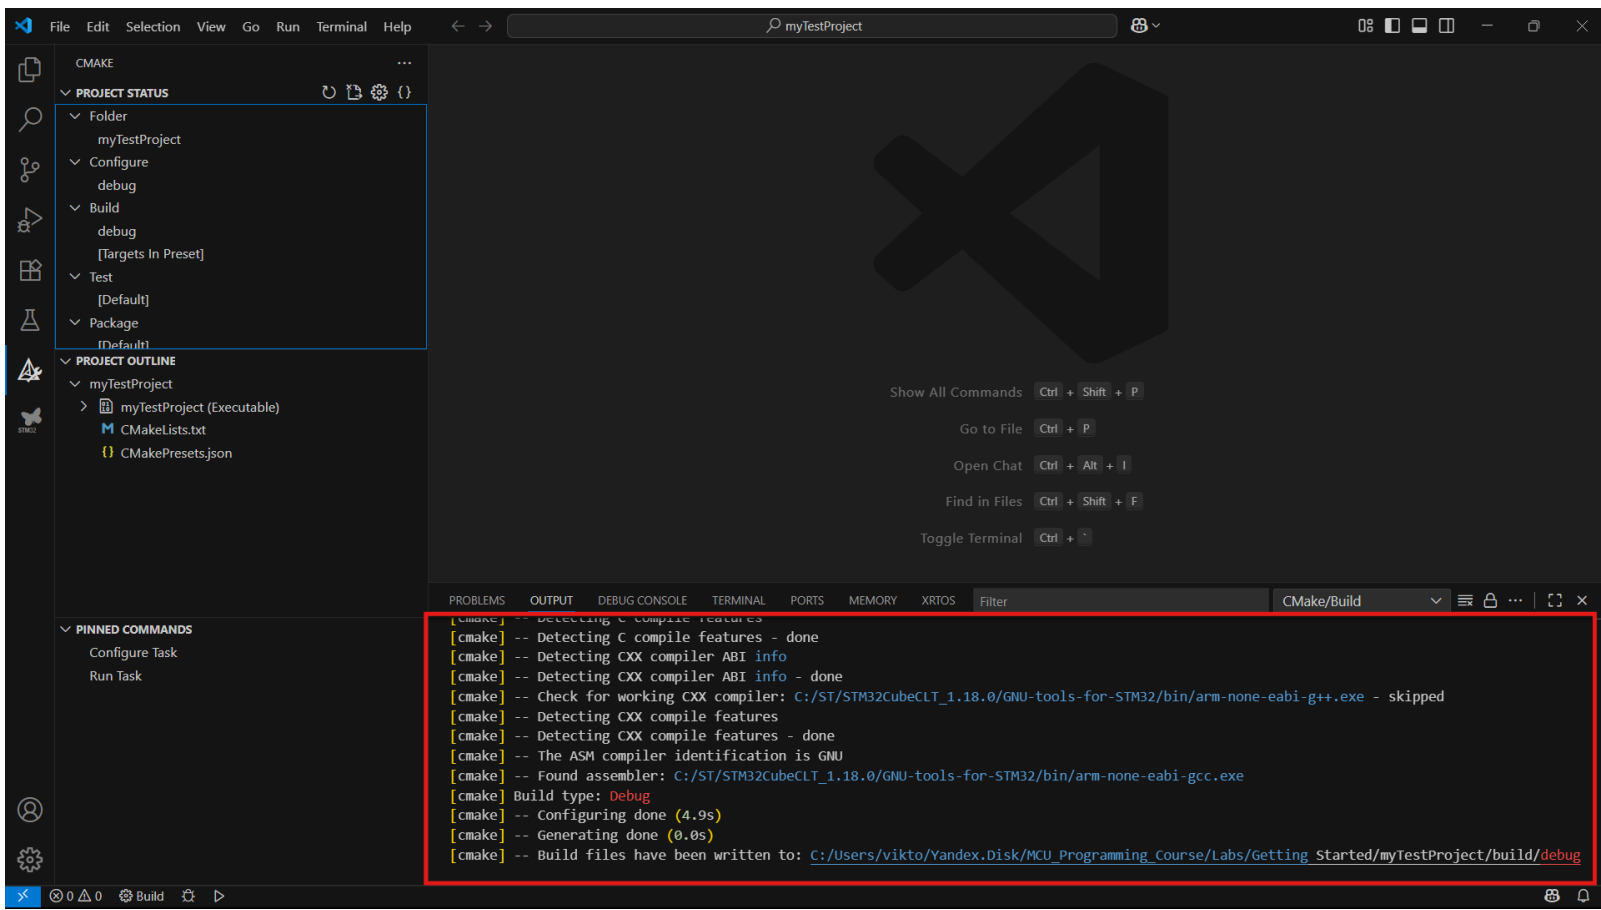 File Edit Selection View Go Run Terminal Help
myTestProject
CMAKE
PROJECT STATUS
Folder
myTestProject
Configure
debug
Build
debug
[Targets In Preset]
Test
[Default]
Package
[Default]
PROJECT OUTLINE
myTestProject
myTestProject (Executable)
CMakeLists.txt
CMakePresets.json
PINNED COMMANDS
Configure Task
Run Task
STM32
Show All Commands Ctrl + Shift + P
Go to File Ctrl + P
Open Chat Ctrl + Alt + I
Find in Files Ctrl + Shift + F
Toggle Terminal Ctrl + `
PROBLEMS OUTPUT DEBUG CONSOLE TERMINAL PORTS MEMORY XRTOS Filter CMake/Build
[cmake] -- Detecting C compile features
[cmake] -- Detecting C compile features - done
[cmake] -- Detecting CXX compiler ABI info
[cmake] -- Detecting CXX compiler ABI info - done
[cmake] -- Check for working CXX compiler: C:/ST/STM32CubeCLT_1.18.0/GNU-tools-for-STM32/bin/arm-none-eabi-g++.exe - skipped
[cmake] -- Detecting CXX compile features
[cmake] -- Detecting CXX compile features - done
[cmake] -- The ASM compiler identification is GNU
[cmake] -- Found assembler: C:/ST/STM32CubeCLT_1.18.0/GNU-tools-for-STM32/bin/arm-none-eabi-gcc.exe
[cmake] Build type: Debug
[cmake] -- Configuring done (4.9s)
[cmake] -- Generating done (0.0s)
[cmake] -- Build files have been written to: C:/Users/vikto/Yandex.Disk/MCU_Programming_Course/Labs/Getting Started/myTestProject/build/debug
0 0 Build